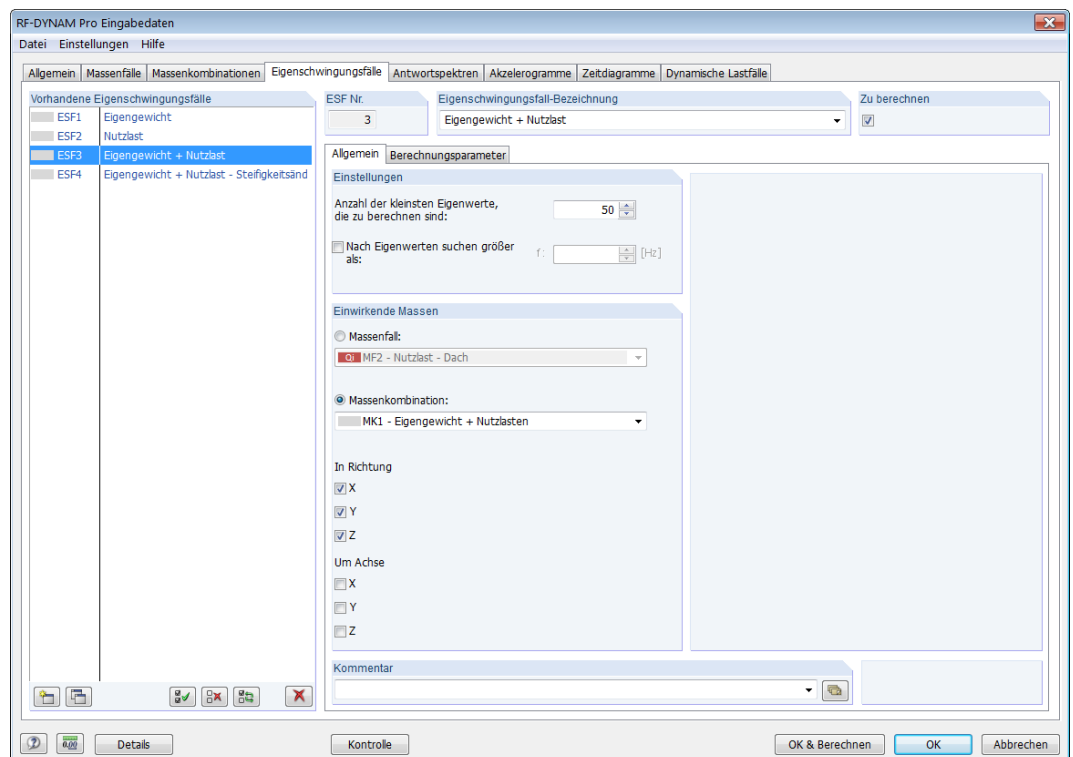 RF-DYNAM Pro Eingabedaten
Datei Einstellungen Hilfe
Allgemein Massenfälle Massenkombinationen Eigenschwingungsfälle Antwortspektren Akzelerogramme Zeitdiagramme Dynamische Lastfälle
Vorhandene Eigenschwingungsfälle
ESF1 Eigengewicht
ESF2 Nutzlast
ESF3 Eigengewicht + Nutzlast
ESF4 Eigengewicht + Nutzlast - Steifigkeitsänd
ESF Nr.
3
Eigenschwingungsfall-Bezeichnung
Eigengewicht + Nutzlast
Zu berechnen
Allgemein Berechnungsparameter
Einstellungen
Anzahl der kleinsten Eigenwerte,
die zu berechnen sind:
50
Nach Eigenwerten suchen größer
als:
f:
[Hz]
Einwirkende Massen
Massenfall:
Qi MF2 - Nutzlast - Dach
Massenkombination:
MK1 - Eigengewicht + Nutzlasten
In Richtung
X
Y
Z
Um Achse
X
Y
Z
Kommentar
0,00
Details
Kontrolle
OK & Berechnen
OK
Abbrechen